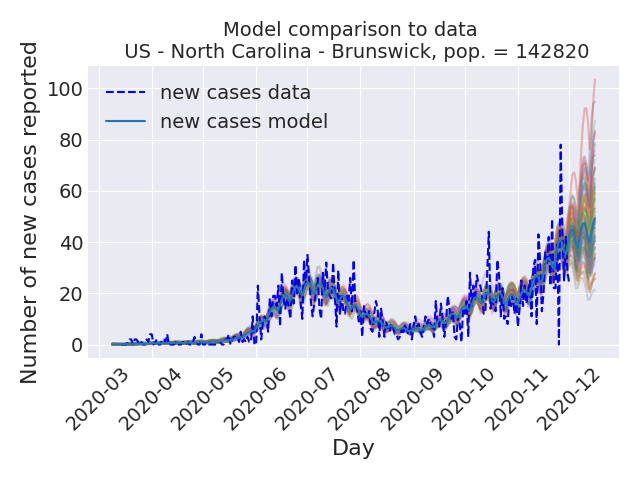 Model comparison to data
US - North Carolina - Brunswick, pop. = 142820
Number of new cases reported
100
80
60
40
20
0
new cases data
new cases model
2020-03
2020-04
2020-05
2020-06
2020-07
2020-08
2020-09
2020-10
2020-11
2020-12
Day